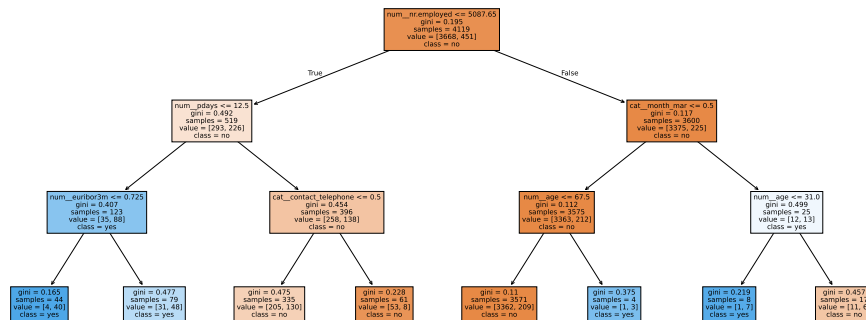 num__nr.employed <= 5087.65
gini = 0.195
samples = 4119
value = [3668, 451]
class = no
True
False
num__pdays <= 12.5
gini = 0.492
samples = 519
value = [293, 226]
class = no
cat__month_mar <= 0.5
gini = 0.117
samples = 3600
value = [3375, 225]
class = no
num__euribor3m <= 0.725
gini = 0.407
samples = 123
value = [35, 88]
class = yes
cat__contact_telephone <= 0.5
gini = 0.454
samples = 396
value = [258, 138]
class = no
num__age <= 67.5
gini = 0.112
samples = 3575
value = [3363, 212]
class = no
num__age <= 31.0
gini = 0.499
samples = 25
value = [12, 13]
class = yes
gini = 0.165
samples = 44
value = [4, 40]
class = yes
gini = 0.477
samples = 79
value = [31, 48]
class = yes
gini = 0.475
samples = 335
value = [205, 130]
class = no
gini = 0.228
samples = 61
value = [53, 8]
class = no
gini = 0.11
samples = 3571
value = [3362, 209]
class = no
gini = 0.375
samples = 4
value = [1, 3]
class = yes
gini = 0.219
samples = 8
value = [1, 7]
class = yes
gini = 0.457
samples = 17
value = [11, 6
class = no